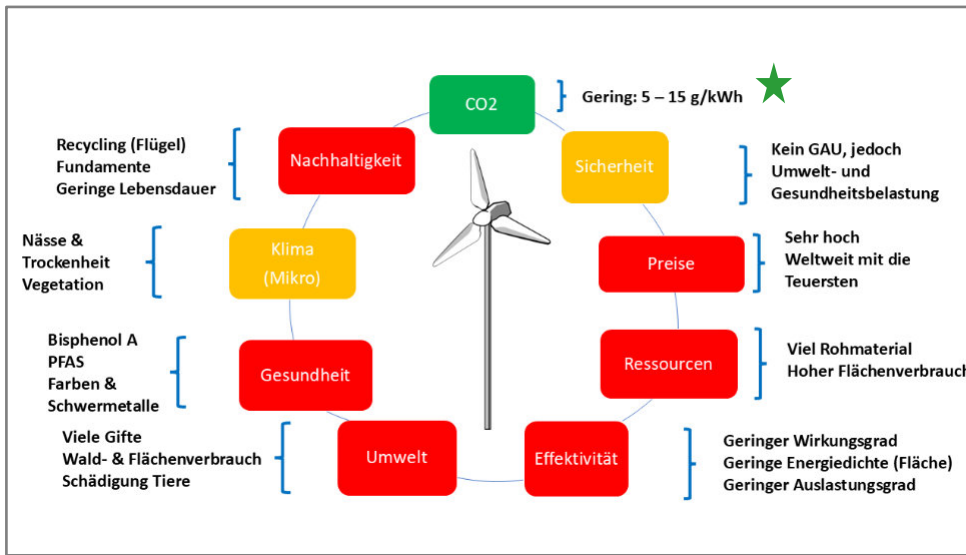 CO2
Gering: 5 – 15 g/kWh
Sicherheit
Kein GAU, jedoch
Umwelt- und
Gesundheitsbelastung
Preise
Sehr hoch
Weltweit mit die
Teuersten
Ressourcen
Viel Rohmaterial
Hoher Flächenverbrauch
Effektivität
Geringer Wirkungsgrad
Geringe Energiedichte (Fläche)
Geringer Auslastungsgrad
Umwelt
Viele Gifte
Wald- & Flächenverbrauch
Schädigung Tiere
Gesundheit
Bisphenol A
PFAS
Farben &
Schwermetalle
Klima
(Mikro)
Nässe &
Trockenheit
Vegetation
Nachhaltigkeit
Recycling (Flügel)
Fundamente
Geringe Lebensdauer